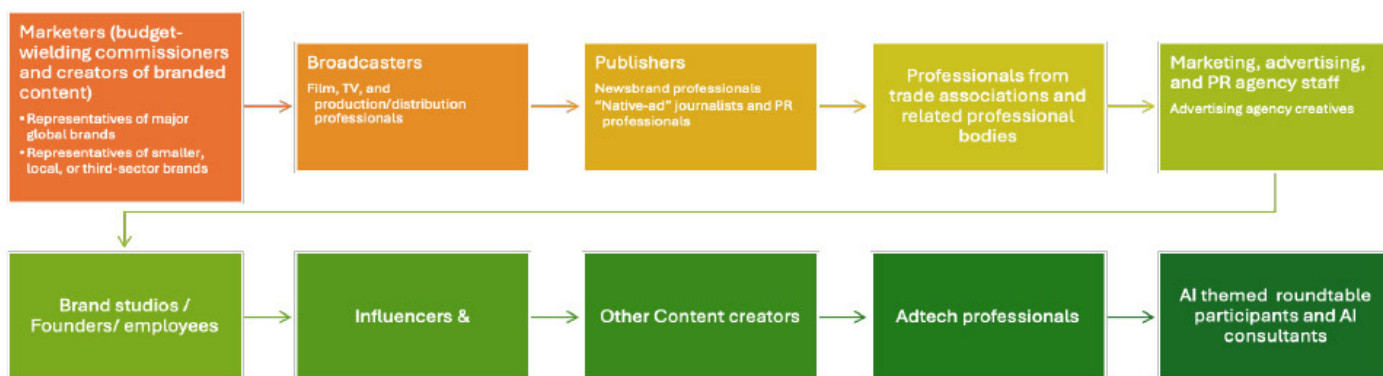 Marketers (budget-
wielding commissioners
and creators of branded
content)
• Representatives of major
global brands
• Representatives of smaller,
local, or third-sector brands
Broadcasters
Film, TV, and
production/distribution
professionals
Publishers
Newsbrand professionals
"Native-ad" journalists and PR
professionals
Professionals from
trade associations and
related professional
bodies
Marketing, advertising,
and PR agency staff
Advertising agency creatives
Brand studios /
Founders/ employees
Influencers &
Other Content creators
Adtech professionals
AI themed roundtable
participants and AI
consultants